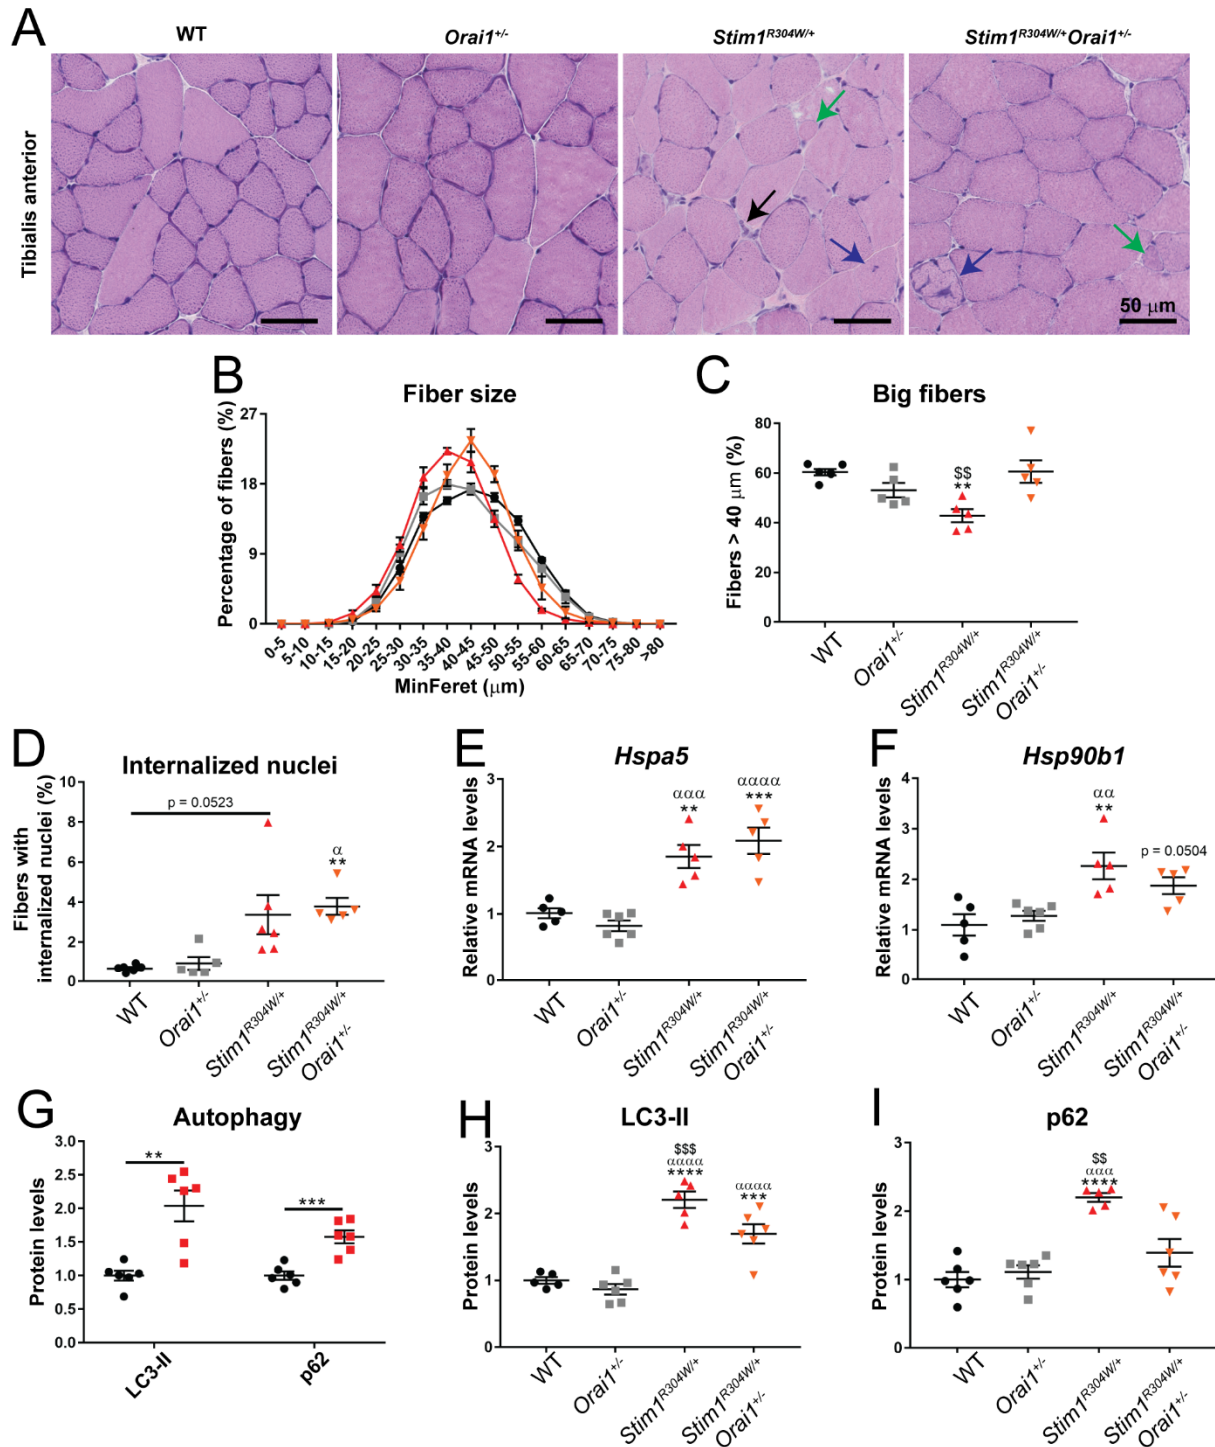 A
WT
Orai1+/-
Stim1R304W/+
Stim1R304W/+Orai1+/-
Tibialis anterior
50 μm
B
Fiber size
Percentage of fibers (%)
27
18
9
0
0-5
5-10
10-15
15-20
20-25
25-30
30-35
35-40
40-45
45-50
50-55
55-60
60-65
65-70
70-75
75-80
>80
MinFeret (μm)
C
Big fibers
Fibers > 40 μm (%)
80
60
40
20
0
$$
**
WT
Orai1+/-
Stim1R304W/+
Stim1R304W/+
Orai1+/-
D
Internalized nuclei
Fibers with
internalized nuclei (%)
10
8
6
4
2
0
p = 0.0523
α
**
WT
Orai1+/-
Stim1R304W/+
Stim1R304W/+
Orai1+/-
E
Hspa5
Relative mRNA levels
3
2
1
0
ααα
**
αααα
***
WT
Orai1+/-
Stim1R304W/+
Stim1R304W/+
Orai1+/-
F
Hsp90b1
Relative mRNA levels
4
3
2
1
0
αα
**
p = 0.0504
WT
Orai1+/-
Stim1R304W/+
Stim1R304W/+
Orai1+/-
G
Autophagy
Protein levels
3.0
2.5
2.0
1.5
1.0
0.5
0.0
**
***
LC3-II
p62
H
LC3-II
Protein levels
3
2
1
0
$$$
αααα
****
αααα
***
WT
Orai1+/-
Stim1R304W/+
Stim1R304W/+
Orai1+/-
I
p62
Protein levels
3
2
1
0
$$
ααα
****
WT
Orai1+/-
Stim1R304W/+
Stim1R304W/+
Orai1+/-